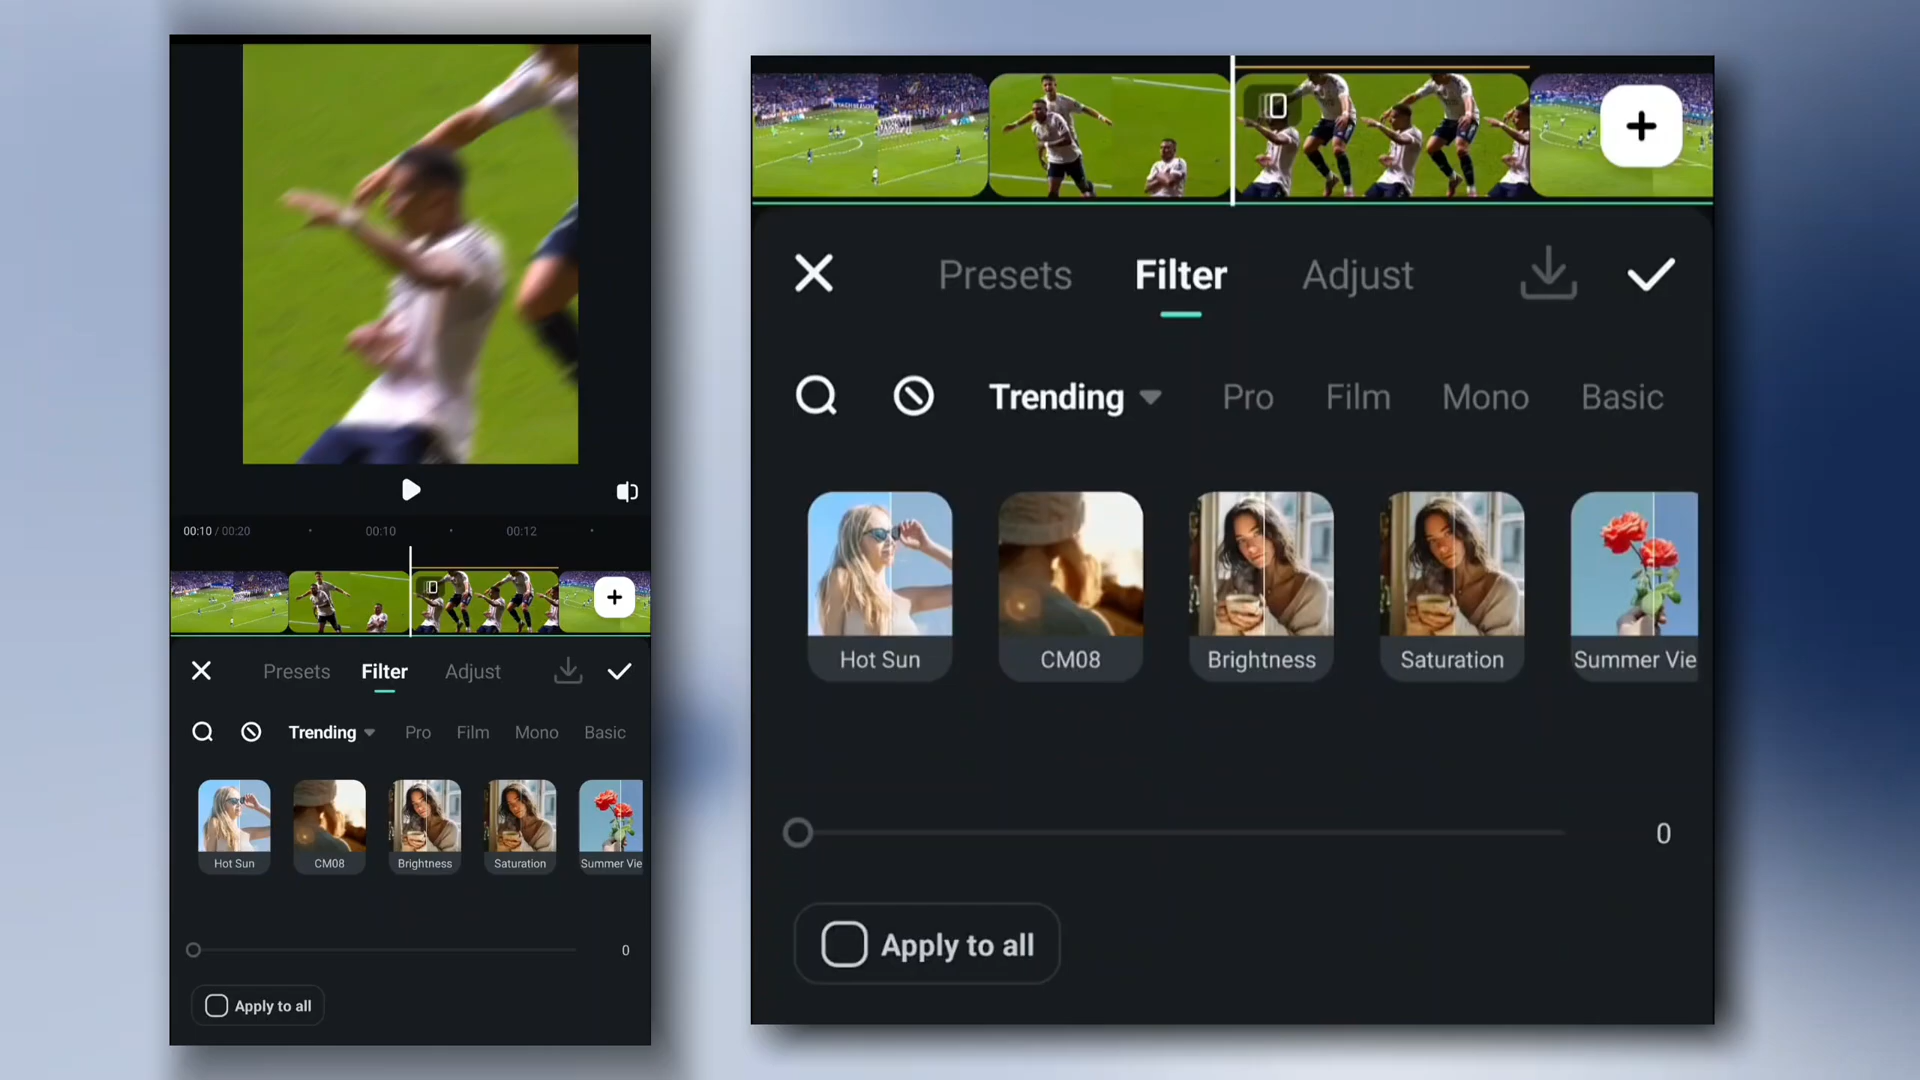 00:10 / 00:20
00:10
00:12
Presets Filter Adjust
Trending Pro Film Mono Basic
Hot Sun CM08 Brightness Saturation Summer Vie
0
Apply to all
Presets Filter Adjust
Trending Pro Film Mono Basic
Hot Sun CM08 Brightness Saturation Summer Vie
0
Apply to all